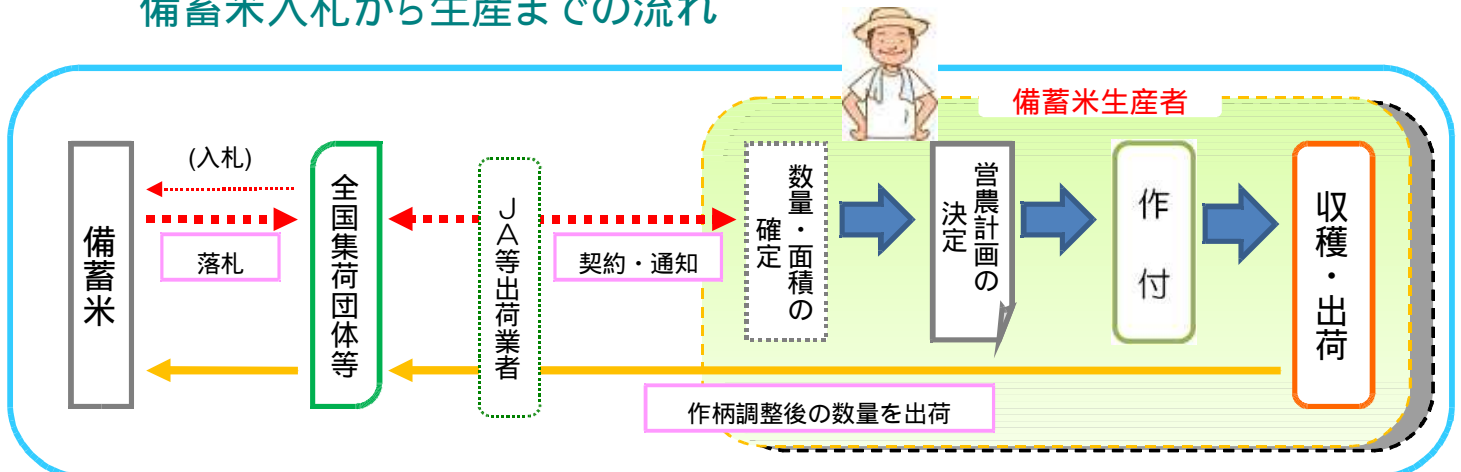 備蓄米入札から生産までの流れ
備蓄米生産者
(入札)
落札
備蓄米
全国集荷団体等
JA等出荷業者
契約・通知
数量・面積の
確定
営農計画の
決定
作付
収穫・出荷
作柄調整後の数量を出荷